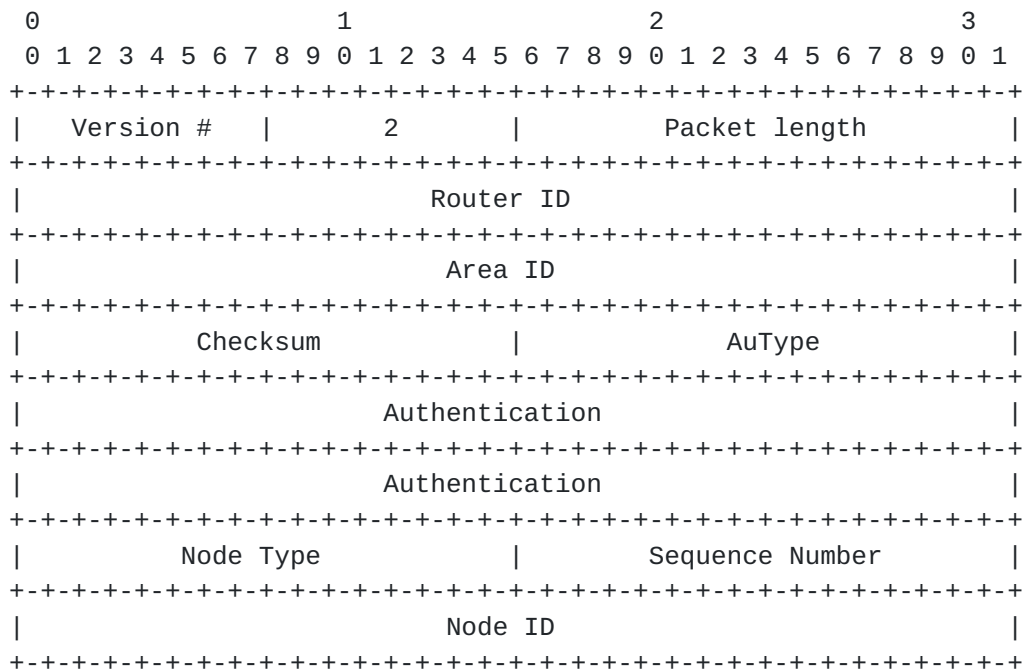 0                   1                   2                   3
 0 1 2 3 4 5 6 7 8 9 0 1 2 3 4 5 6 7 8 9 0 1 2 3 4 5 6 7 8 9 0 1
+-+-+-+-+-+-+-+-+-+-+-+-+-+-+-+-+-+-+-+-+-+-+-+-+-+-+-+-+-+-+-+-+
|   Version #   |       2       |         Packet length         |
+-+-+-+-+-+-+-+-+-+-+-+-+-+-+-+-+-+-+-+-+-+-+-+-+-+-+-+-+-+-+-+-+
|                          Router ID                            |
+-+-+-+-+-+-+-+-+-+-+-+-+-+-+-+-+-+-+-+-+-+-+-+-+-+-+-+-+-+-+-+-+
|                           Area ID                             |
+-+-+-+-+-+-+-+-+-+-+-+-+-+-+-+-+-+-+-+-+-+-+-+-+-+-+-+-+-+-+-+-+
|           Checksum            |             AuType            |
+-+-+-+-+-+-+-+-+-+-+-+-+-+-+-+-+-+-+-+-+-+-+-+-+-+-+-+-+-+-+-+-+
|                       Authentication                          |
+-+-+-+-+-+-+-+-+-+-+-+-+-+-+-+-+-+-+-+-+-+-+-+-+-+-+-+-+-+-+-+-+
|                       Authentication                          |
+-+-+-+-+-+-+-+-+-+-+-+-+-+-+-+-+-+-+-+-+-+-+-+-+-+-+-+-+-+-+-+-+
|          Node Type            |        Sequence Number        |
+-+-+-+-+-+-+-+-+-+-+-+-+-+-+-+-+-+-+-+-+-+-+-+-+-+-+-+-+-+-+-+-+
|                           Node ID                             |
+-+-+-+-+-+-+-+-+-+-+-+-+-+-+-+-+-+-+-+-+-+-+-+-+-+-+-+-+-+-+-+-+